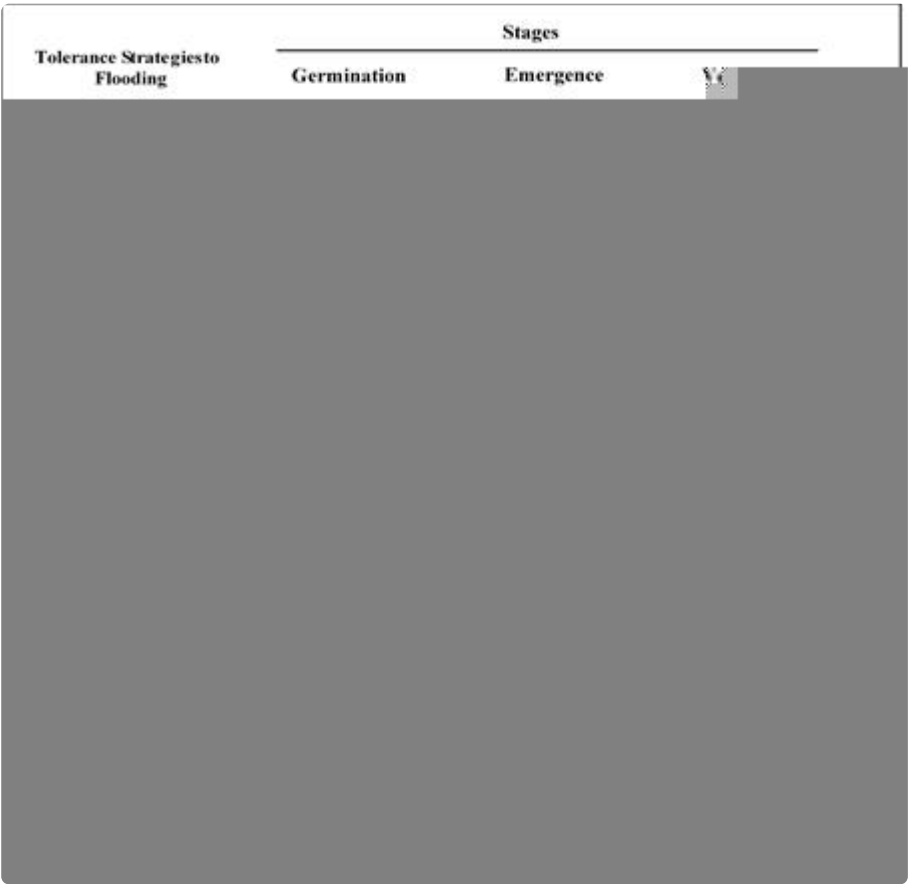 Stages
Tolerance Strategiesto
Flooding
Germination Emergence